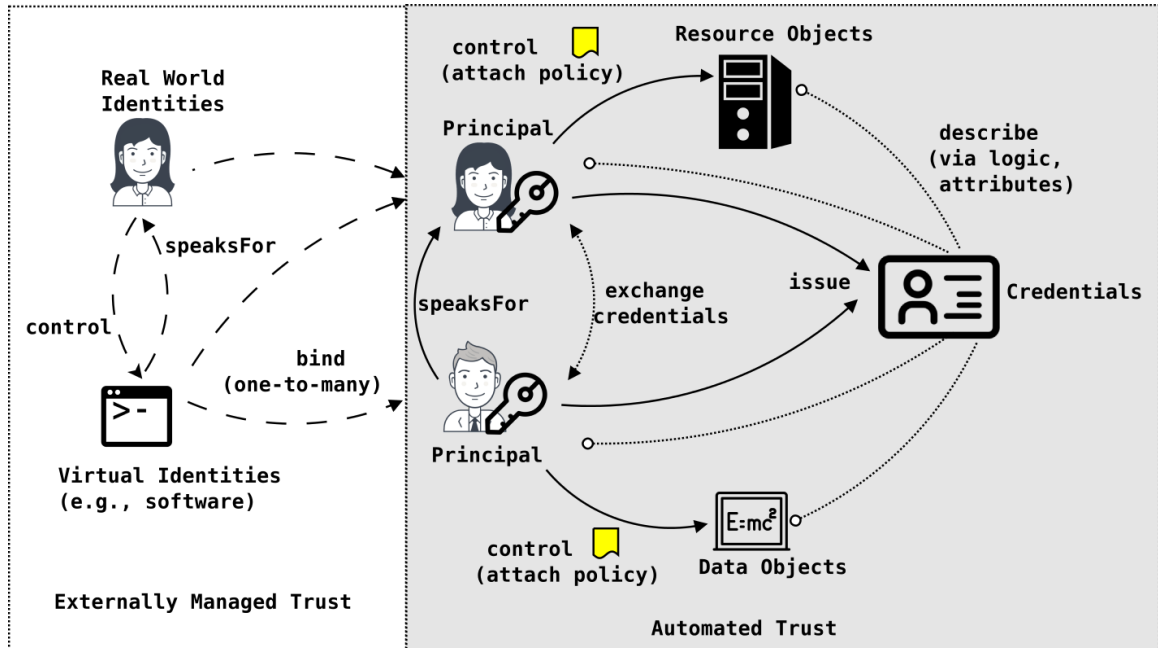 control
(attach policy)
Resource Objects
Real World
Identities
Principal
describe
(via logic,
attributes)
speaksFor
control
speaksFor
exchange
credentials
issue
Credentials
bind
(one-to-many)
>-
Principal
Virtual Identities
(e.g., software)
E=mc²
control
(attach policy)
Data Objects
Externally Managed Trust
Automated Trust